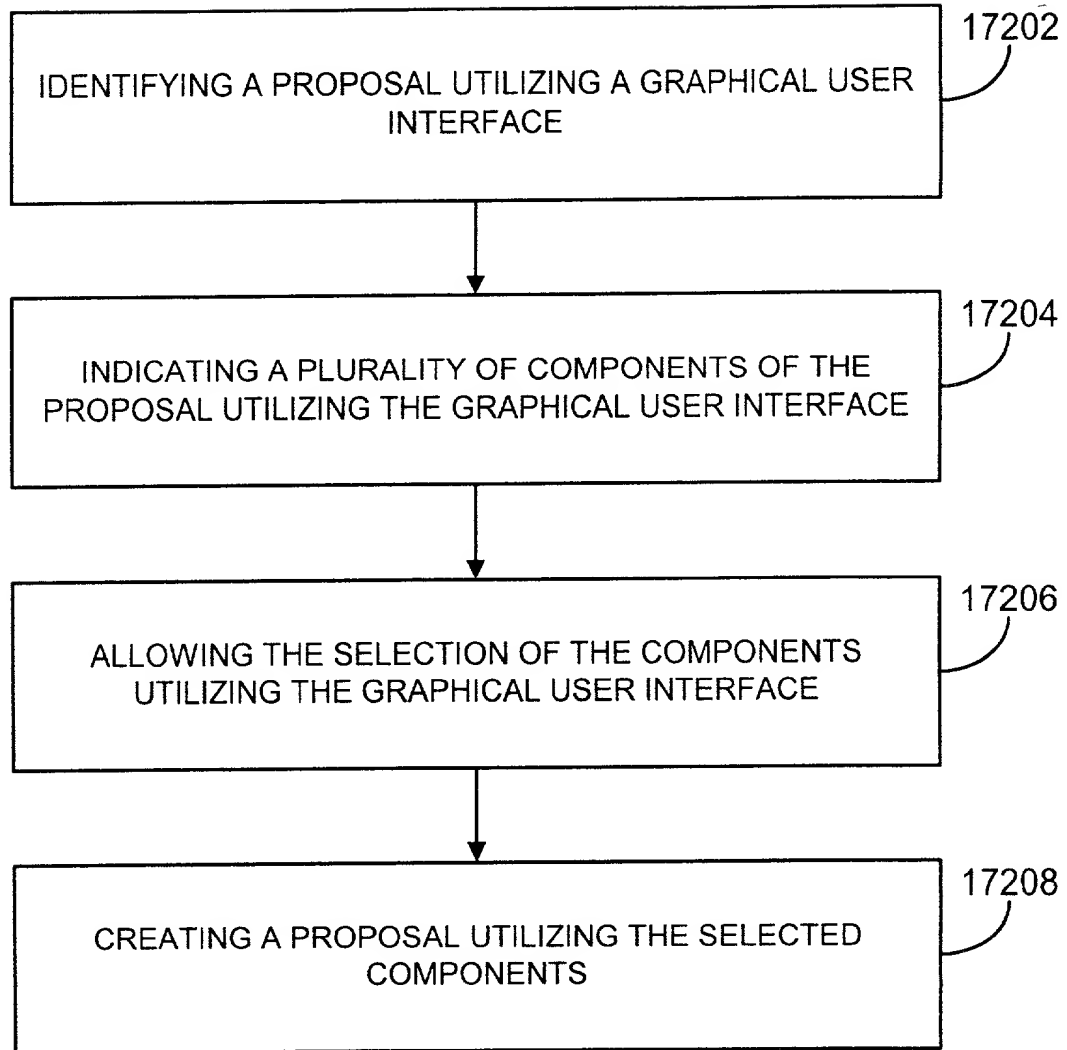 17202
IDENTIFYING A PROPOSAL UTILIZING A GRAPHICAL USER
INTERFACE
17204
INDICATING A PLURALITY OF COMPONENTS OF THE
PROPOSAL UTILIZING THE GRAPHICAL USER INTERFACE
17206
ALLOWING THE SELECTION OF THE COMPONENTS
UTILIZING THE GRAPHICAL USER INTERFACE
17208
CREATING A PROPOSAL UTILIZING THE SELECTED
COMPONENTS